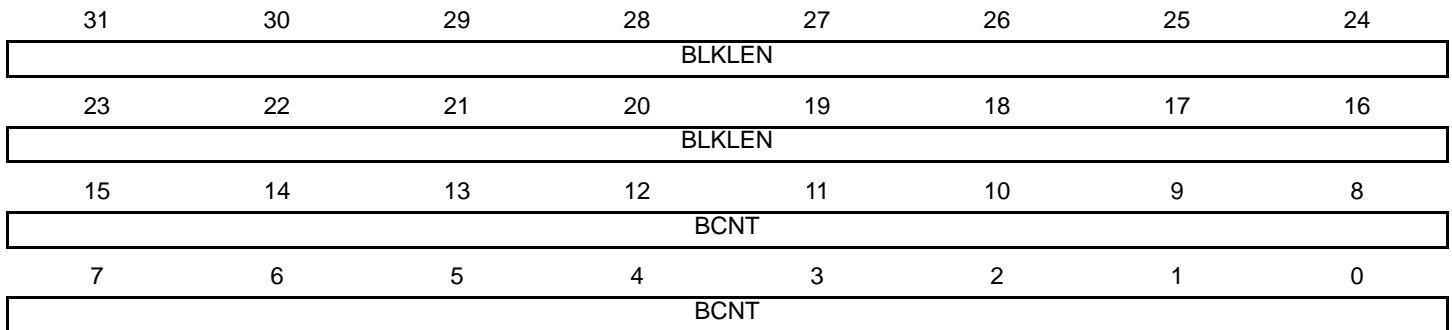 31 30 29 28 27 26 25 24
BLKLEN
23 22 21 20 19 18 17 16
BLKLEN
15 14 13 12 11 10 9 8
BCNT
7 6 5 4 3 2 1 0
BCNT